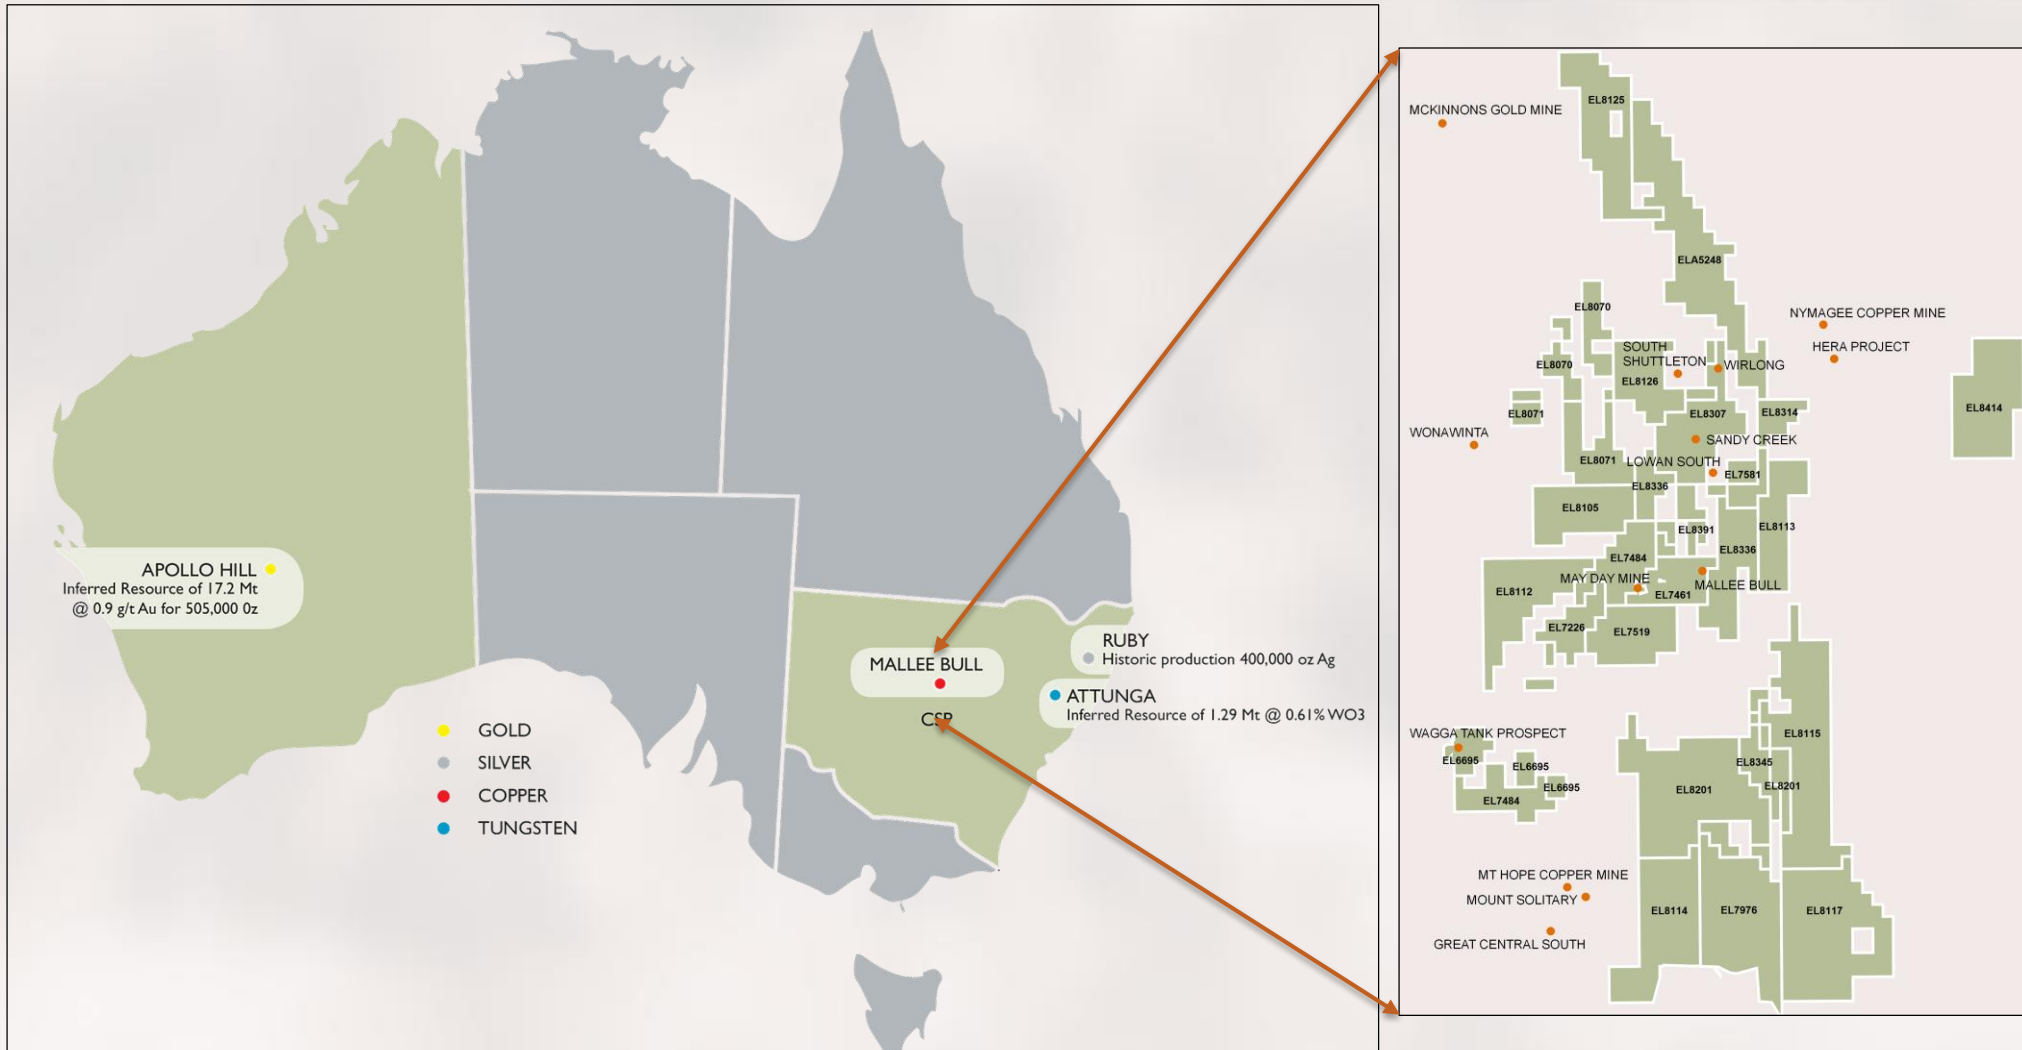 APOLLO HILL
Inferred Resource of 17.2 Mt
@ 0.9 g/t Au for 505,000 0z
MALLEE BULL
CSP
RUBY
Historic production 400,000 oz Ag
ATTUNGA
Inferred Resource of 1.29 Mt @ 0.61% WO3
GOLD
SILVER
COPPER
TUNGSTEN
MCKINNONS GOLD MINE
EL8125
ELA5248
EL8070
NYMAGEE COPPER MINE
HERA PROJECT
SOUTH
SHUTTLETON
WIRLONG
EL8070
EL8126
EL8071
EL8307
EL8314
EL8414
WONAWINTA
SANDY CREEK
EL8071
LOWAN SOUTH
EL7581
EL8336
EL8105
EL8391
EL8113
EL8336
EL7484
MAY DAY MINE
MALLEE BULL
EL8112
EL7461
EL7226
EL7519
WAGGA TANK PROSPECT
EL8115
EL6695
EL6695
EL8345
EL6695
EL8201
EL8201
EL7484
MT HOPE COPPER MINE
MOUNT SOLITARY
EL8114
EL7976
EL8117
GREAT CENTRAL SOUTH